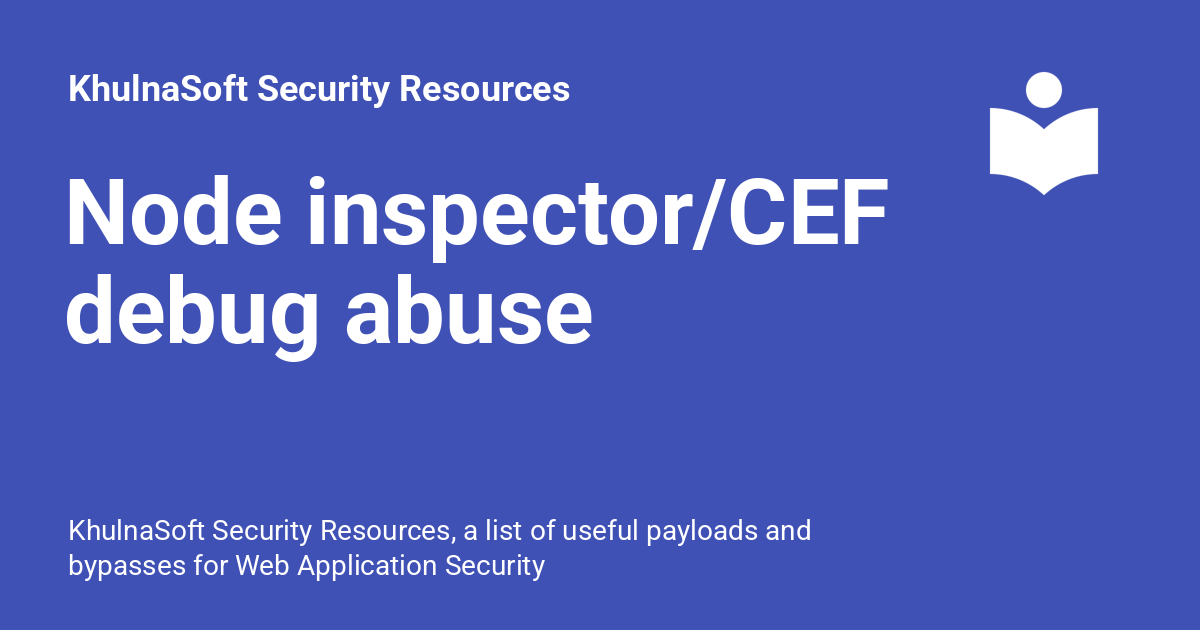 KhulnaSoft Security Resources
Node inspector/CEF
debug abuse
KhulnaSoft Security Resources, a list of useful payloads and
bypasses for Web Application Security